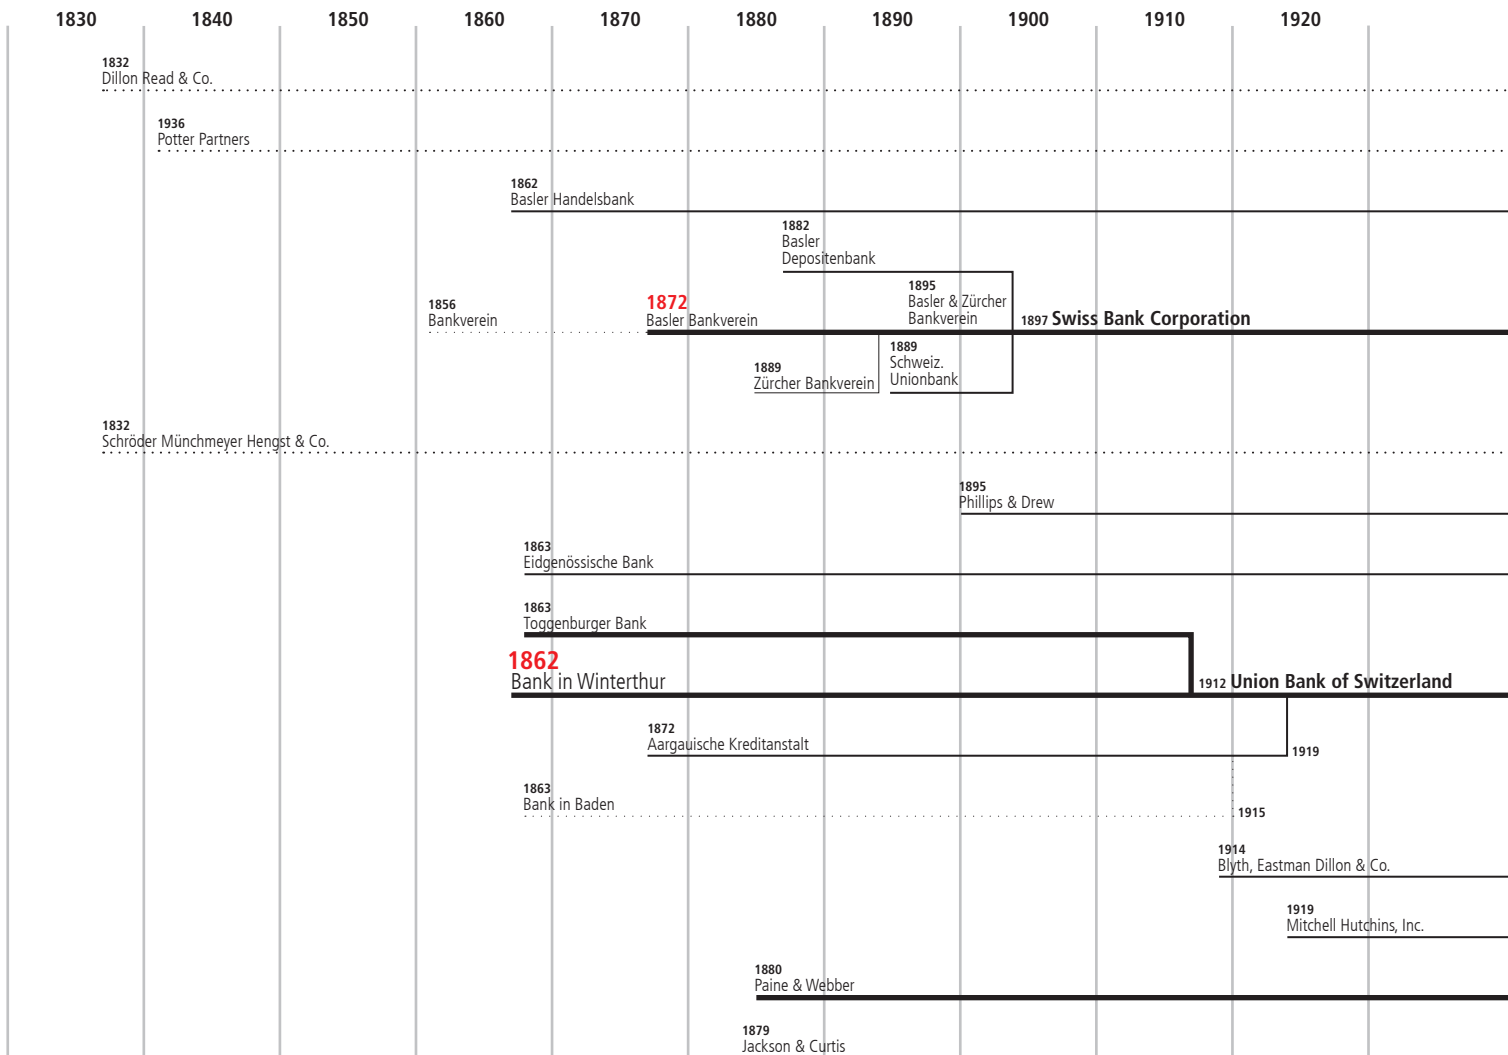 1830 1840 1850 1860 1870 1880 1890 1900 1910 1920
1832
Dillon Read & Co.
1936
Potter Partners
1862
Basler Handelsbank
1882
Basler
Depositenbank
1856
Bankverein
1872
Basler Bankverein
1895
Basler & Zürcher
Bankverein
1897 Swiss Bank Corporation
1889
Zürcher Bankverein
1889
Schweiz.
Unionbank
1832
Schröder Münchmeyer Hengst & Co.
1895
Phillips & Drew
1863
Eidgenössische Bank
1863
Toggenburger Bank
1862
Bank in Winterthur
1912 Union Bank of Switzerland
1872
Aargauische Kreditanstalt
1919
1863
Bank in Baden
1915
1914
Blyth, Eastman Dillon & Co.
1919
Mitchell Hutchins, Inc.
1880
Paine & Webber
1879
Jackson & Curtis